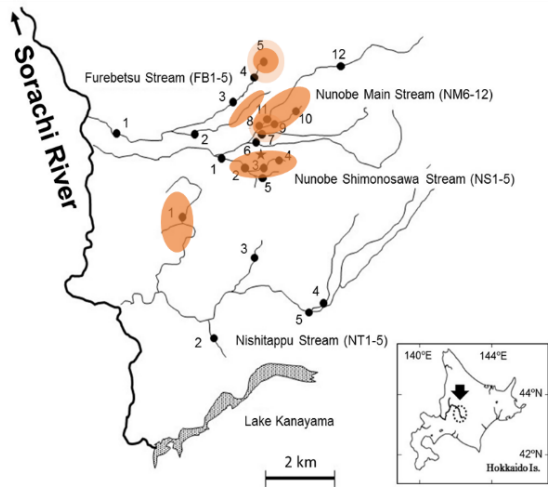 Sorachi River
Furebetsu Stream (FB1-5)
5
4
3
1
2
12
Nunobe Main Stream (NM6-12)
11
10
8
9
7
6
1
2
3
4
5
Nunobe Shimonosawa Stream (NS1-5)
1
3
4
5
2
Nishitappu Stream (NT1-5)
Lake Kanayama
2 km
140°E
144°E
44°N
42°N
Hokkaido Is.